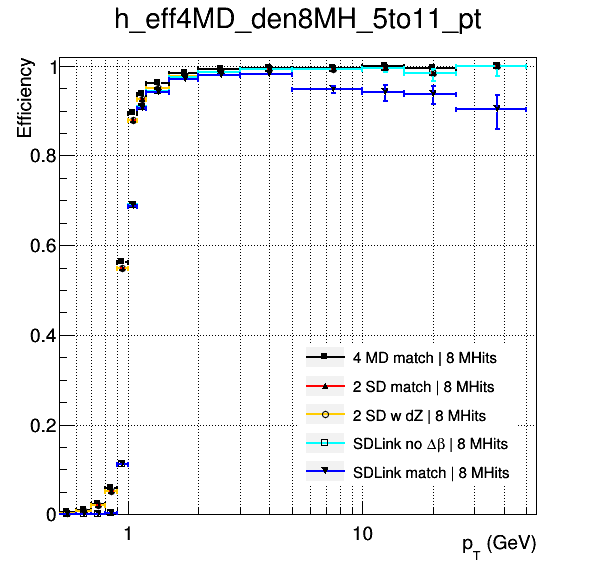 h_eff4MD_den8MH_5to11_pt
Efficiency
1
0.8
0.6
0.4
0.2
0
4 MD match | 8 MHits
2 SD match | 8 MHits
2 SD w dZ | 8 MHits
SDLink no Δβ | 8 MHits
SDLink match | 8 MHits
1
10
p_T (GeV)